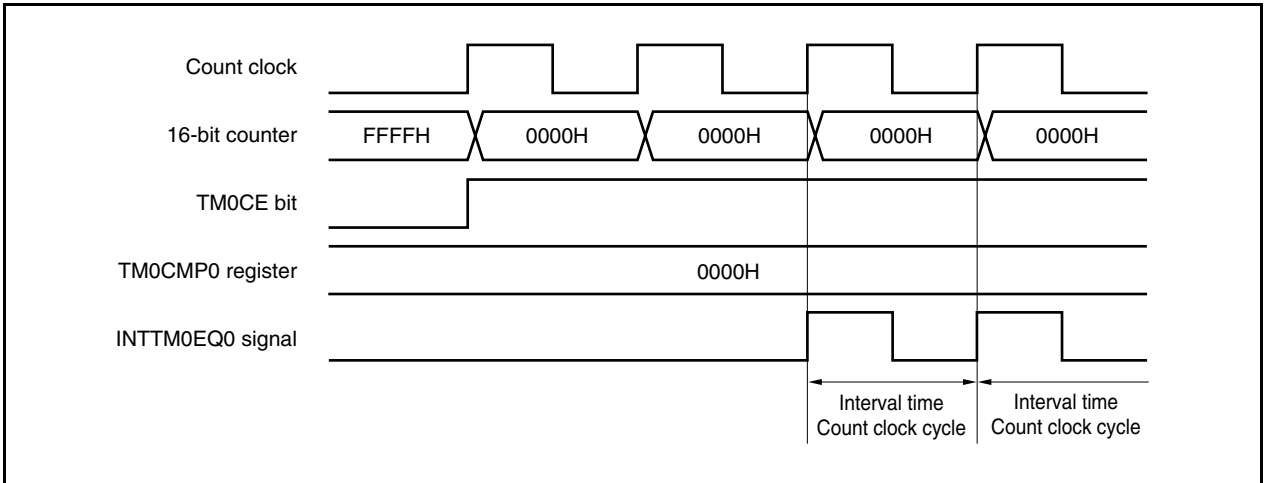 Count clock
16-bit counter
FFFFH 0000H 0000H 0000H 0000H
TM0CE bit
TM0CMP0 register
0000H
INTTM0EQ0 signal
Interval time
Count clock cycle
Interval time
Count clock cycle